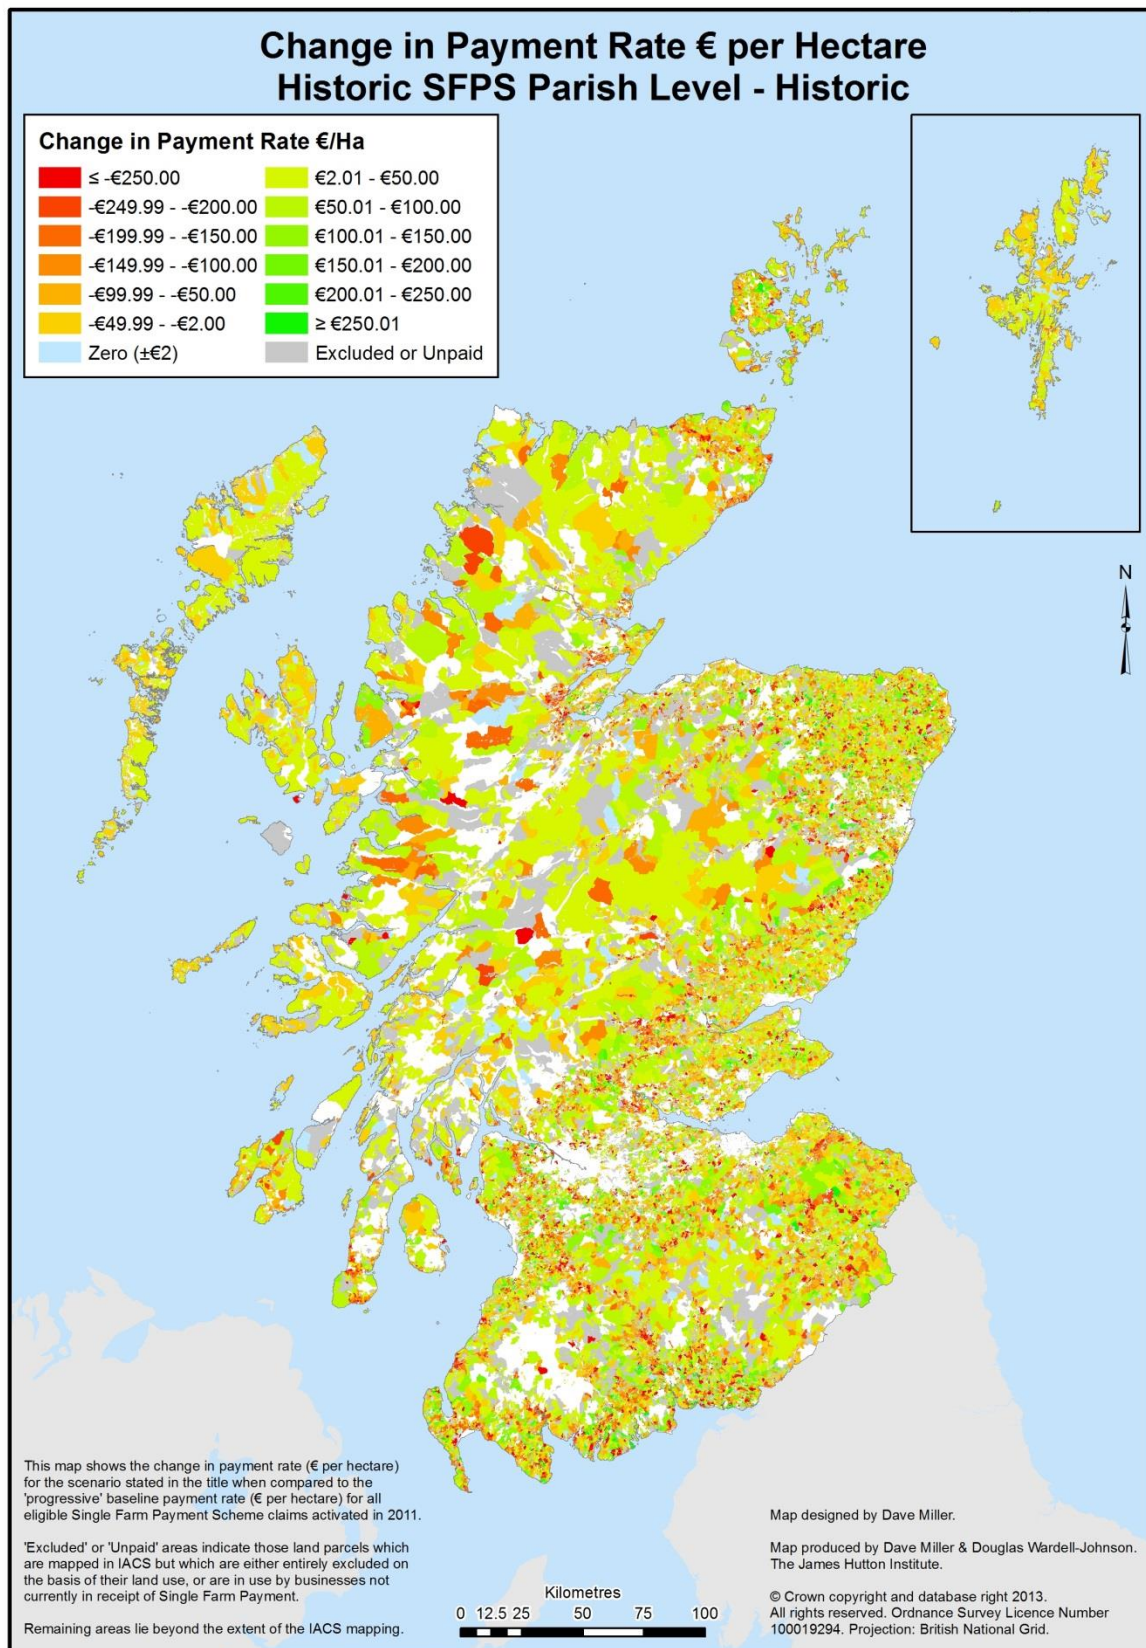 Change in Payment Rate € per Hectare
Historic SFPS Parish Level - Historic
Change in Payment Rate €/Ha
≤ -€250.00
-€249.99 - -€200.00
-€199.99 - -€150.00
-€149.99 - -€100.00
-€99.99 - -€50.00
-€49.99 - -€2.00
Zero (±€2)
€2.01 - €50.00
€50.01 - €100.00
€100.01 - €150.00
€150.01 - €200.00
€200.01 - €250.00
≥ €250.01
Excluded or Unpaid
N
This map shows the change in payment rate (€ per hectare)
for the scenario stated in the title when compared to the
'progressive' baseline payment rate (€ per hectare) for all
eligible Single Farm Payment Scheme claims activated in 2011.
'Excluded' or 'Unpaid' areas indicate those land parcels which
are mapped in IACS but which are either entirely excluded on
the basis of their land use, or are in use by businesses not
currently in receipt of Single Farm Payment.
Remaining areas lie beyond the extent of the IACS mapping.
Kilometres
0 12.5 25 50 75 100
Map designed by Dave Miller.
Map produced by Dave Miller & Douglas Wardell-Johnson.
The James Hutton Institute.
© Crown copyright and database right 2013.
All rights reserved. Ordnance Survey Licence Number
100019294. Projection: British National Grid.